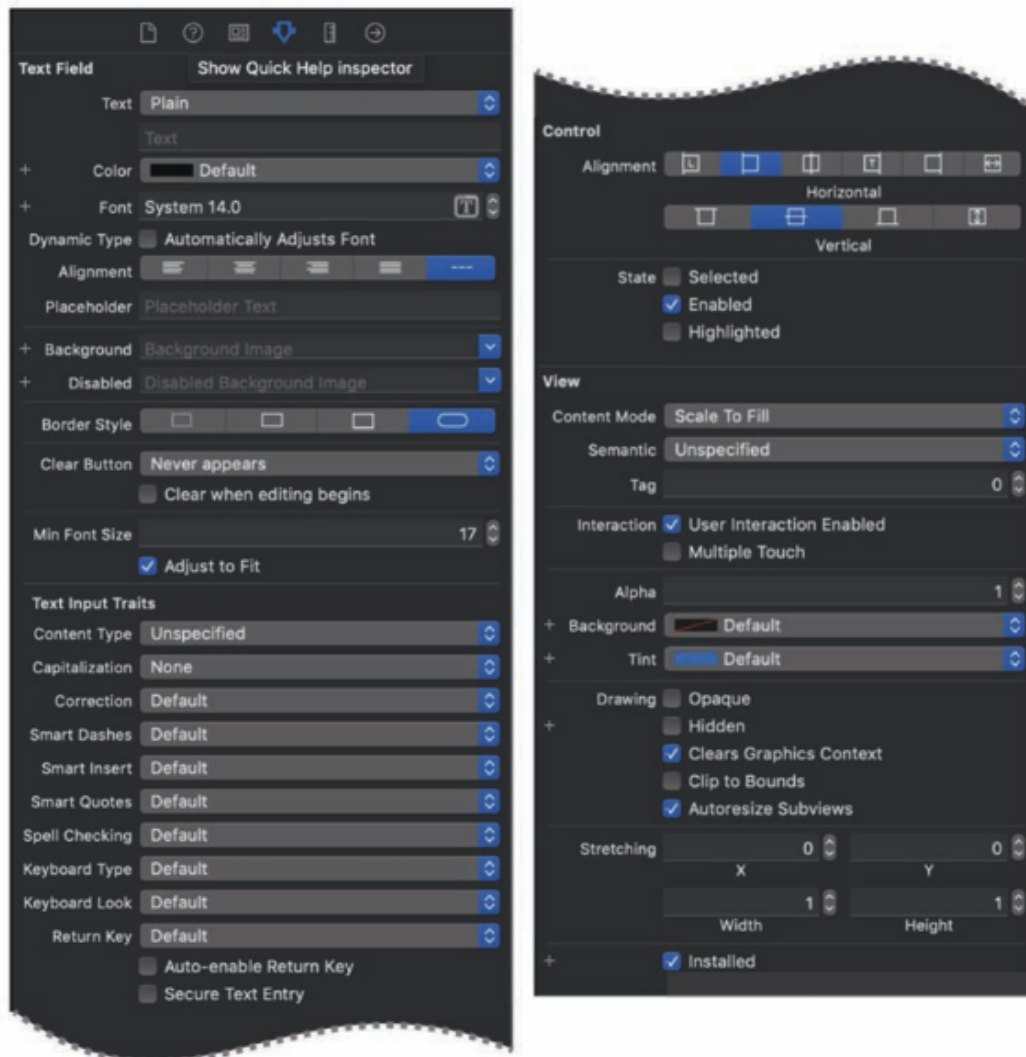 Text Field
Show Quick Help inspector
Text Plain
Text
+ Color Default
+ Font System 14.0 T
Dynamic Type Automatically Adjusts Font
Alignment ---
Placeholder Placeholder Text
+ Background Background Image
+ Disabled Disabled Background Image
Border Style
Clear Button Never appears
Clear when editing begins
Min Font Size 17
Adjust to Fit
Text Input Traits
Content Type Unspecified
Capitalization None
Correction Default
Smart Dashes Default
Smart Insert Default
Smart Quotes Default
Spell Checking Default
Keyboard Type Default
Keyboard Look Default
Return Key Default
Auto-enable Return Key
Secure Text Entry
Control
Alignment L T
Horizontal
Vertical
State Selected
Enabled
Highlighted
View
Content Mode Scale To Fill
Semantic Unspecified
Tag 0
Interaction User Interaction Enabled
Multiple Touch
Alpha 1
+ Background Default
+ Tint Default
Drawing Opaque
+ Hidden
Clears Graphics Context
Clip to Bounds
Autoresize Subviews
Stretching 0 0
X Y
1 1
Width Height
+ Installed